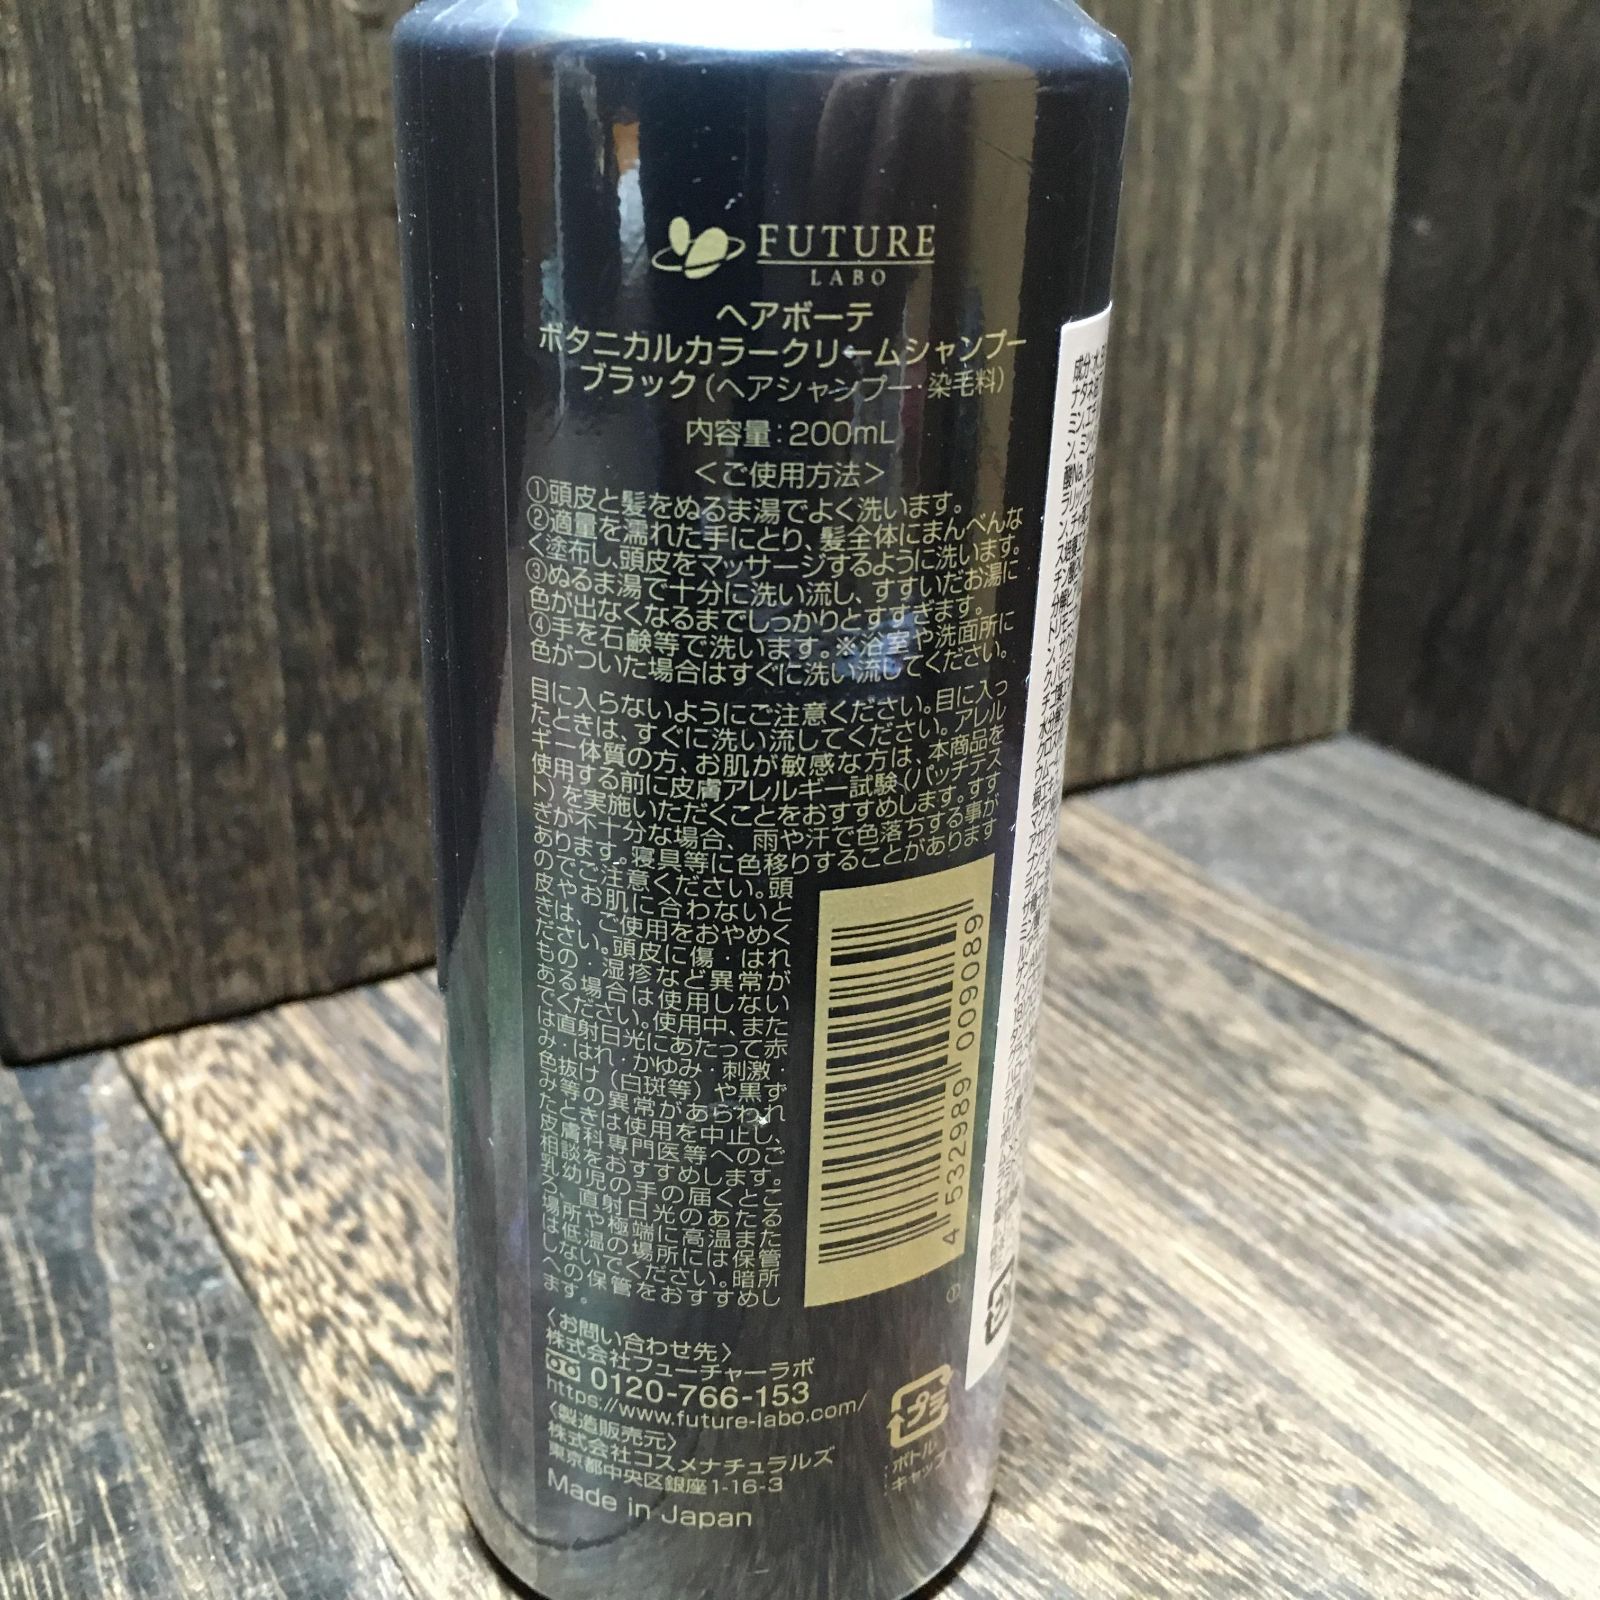 FUTURE
LABO
ヘアボーテ
ボタニカルカラークリームシャンプー
ブラック(ヘアシャンプー・染毛料)
内容量:200mL
<ご使用方法>
①頭皮と髪をぬるま湯でよく洗います。
②適量を濡れた手にとり、髪全体にまんべんな
く塗布し、頭皮をマッサージするように洗います。
③ぬるま湯で十分に洗い流し、すすいだお湯に
色が出なくなるまでしっかりとすすぎます。
④手を石鹸等で洗います。※浴室や洗面所に
色がついた場合はすぐに洗い流してください。
目に入らないようにご注意ください。目に入っ
たときは、すぐに洗い流してください。アレル
ギー体質の方、お肌が敏感な方は、本商品を
使用する前に皮膚アレルギー試験(パッチテス
ト)を実施いただくことをおすすめします。すす
ぎが不十分な場合、雨や汗で色落ちする事が
あります。寝具等に色移りすることがあります
のでご注意ください。頭
皮やお肌に合わないと
きは、ご使用をおやめく
ださい。頭皮に傷・はれ
もの・湿疹など異常が
ある場合は使用しない
でください。使用中、また
は直射日光にあたって赤
み・はれ・かゆみ・刺激・
色抜け(白斑等)や黒ず
み等の異常があらわれ
たときは使用を中止し、
皮膚科専門医等へのご
相談をおすすめします。
乳幼児の手の届くとこ
ろ、直射日光のあたる
場所や極端に高温また
は低温の場所には保管
しないでください。暗所
への保管をおすすめし
ます。
4 532989 009089
①
〈お問い合わせ先〉
株式会社フューチャーラボ
0120-766-153
https://www.future-labo.com/
〈製造販売元〉
株式会社コスメナチュラルズ
東京都中央区銀座1-16-3
Made in Japan
プラ
ボトル
キャップ